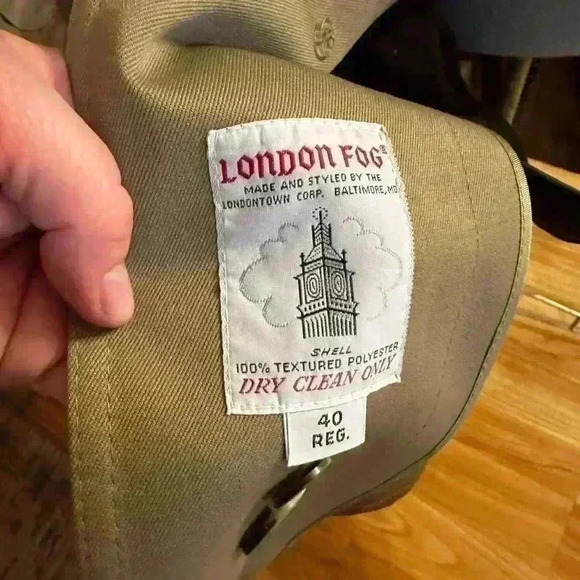 LONDON FOG®
MADE AND STYLED BY THE
LONDONTOWN CORP. BALTIMORE, MD.
SHELL
100% TEXTURED POLYESTER
DRY CLEAN ONLY
40
REG.